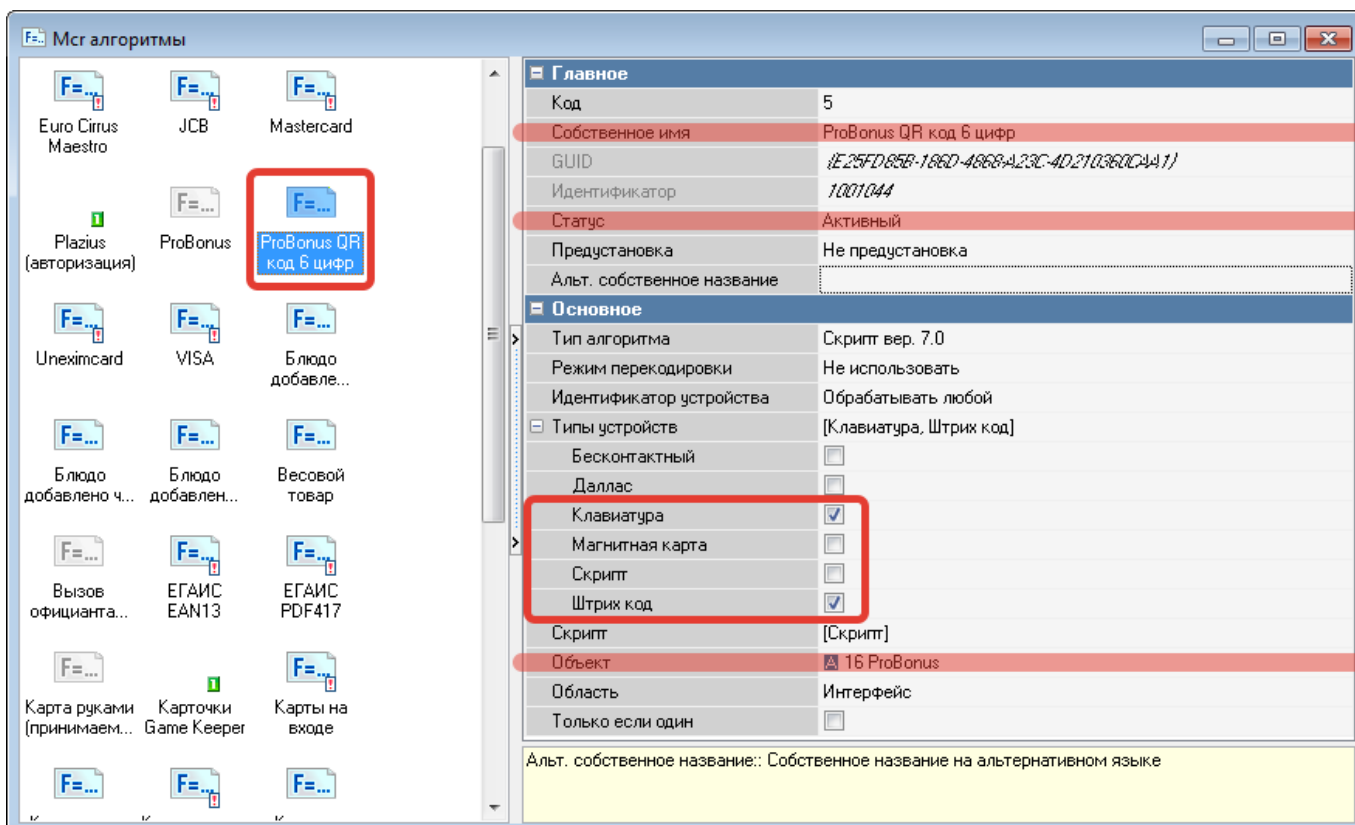 Mcr алгоритмы
Euro Cirrus
Maestro
JCB
Mastercard
Plazius
(авторизация)
ProBonus
ProBonus QR
код 6 цифр
Uneximcard
VISA
Блюдо
добавле...
Блюдо
добавлено ч...
Блюдо
добавлен...
Весовой
товар
Вызов
официанта...
ЕГАИС
EAN13
ЕГАИС
PDF417
Карта руками
(принимаем...
Карточки
Game Keeper
Карты на
входе
Главное
Код 5
Собственное имя ProBonus QR код 6 цифр
GUID {E25FD85B-186D-4868-A23C-4D210360CAA1}
Идентификатор 1001044
Статус Активный
Предустановка Не предустановка
Альт. собственное название
Основное
Тип алгоритма Скрипт вер. 7.0
Режим перекодировки Не использовать
Идентификатор устройства Обрабатывать любой
Типы устройств [Клавиатура, Штрих код]
Бесконтактный
Даллас
Клавиатура
Магнитная карта
Скрипт
Штрих код
Скрипт [Скрипт]
Объект A 16 ProBonus
Область Интерфейс
Только если один
Альт. собственное название:: Собственное название на альтернативном языке